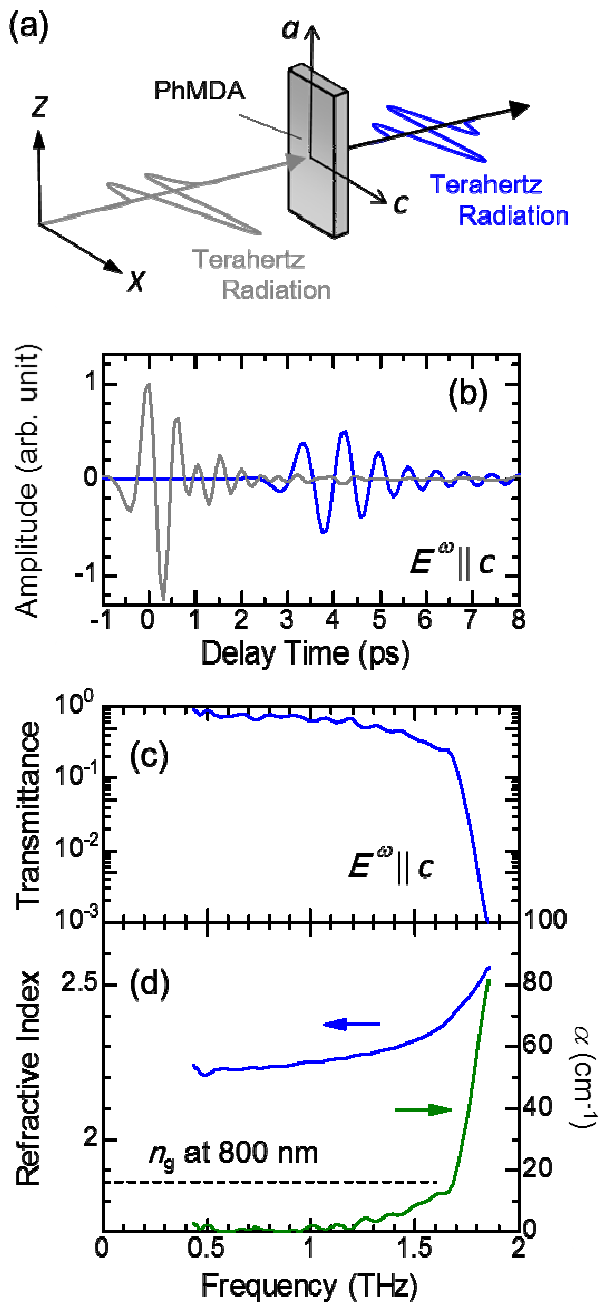 (a)
a
PhMDA
Z
c
X
Terahertz
Radiation
Terahertz
Radiation
Amplitude (arb. unit)
1
0
-1
(b)
E^ω || c
-1 0 1 2 3 4 5 6 7 8
Delay Time (ps)
Transmittance
10^0
10^-1
10^-2
10^-3
(c)
E^ω || c
Refractive Index
2.5
2
(d)
n_g at 800 nm
100
80
60
40
20
0
α (cm^-1)
0 0.5 1 1.5 2
Frequency (THz)